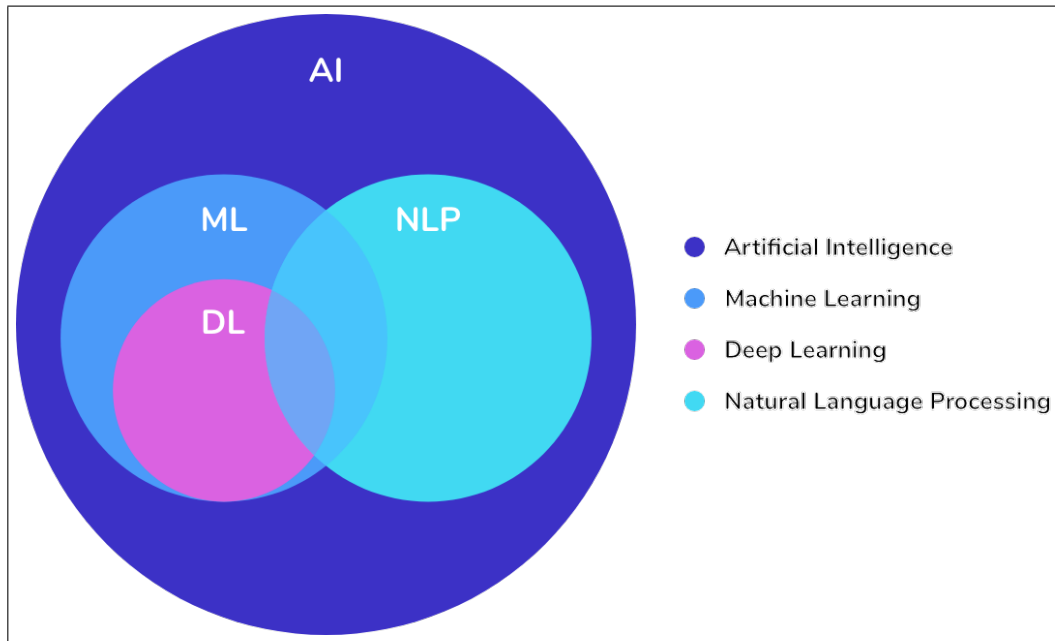 AI
ML
NLP
DL
Artificial Intelligence
Machine Learning
Deep Learning
Natural Language Processing